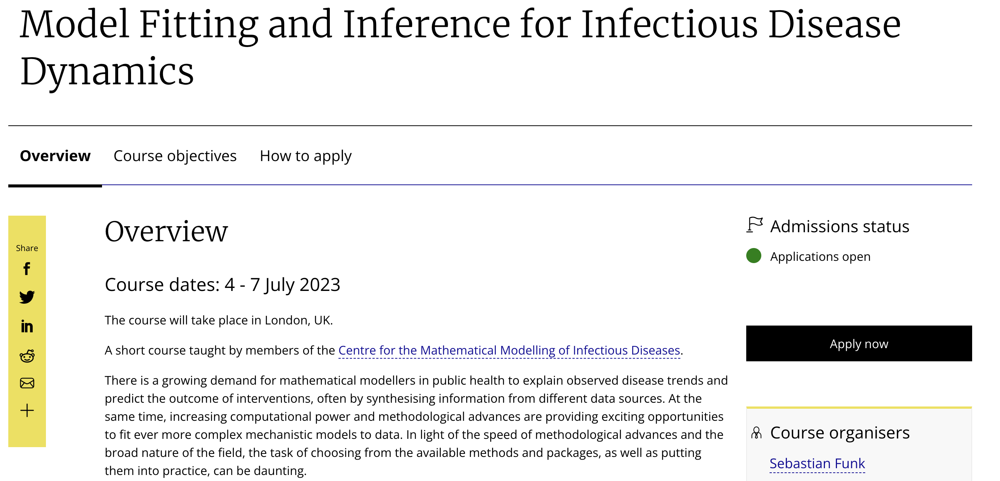 Model Fitting and Inference for Infectious Disease
Dynamics
Overview
Course objectives
How to apply
Share
Overview
Course dates: 4 - 7 July 2023
The course will take place in London, UK.
A short course taught by members of the Centre for the Mathematical Modelling of Infectious Diseases.
There is a growing demand for mathematical modellers in public health to explain observed disease trends and
predict the outcome of interventions, often by synthesising information from different data sources. At the
same time, increasing computational power and methodological advances are providing exciting opportunities
to fit ever more complex mechanistic models to data. In light of the speed of methodological advances and the
broad nature of the field, the task of choosing from the available methods and packages, as well as putting
them into practice, can be daunting.
Admissions status
Applications open
Apply now
Course organisers
Sebastian Funk